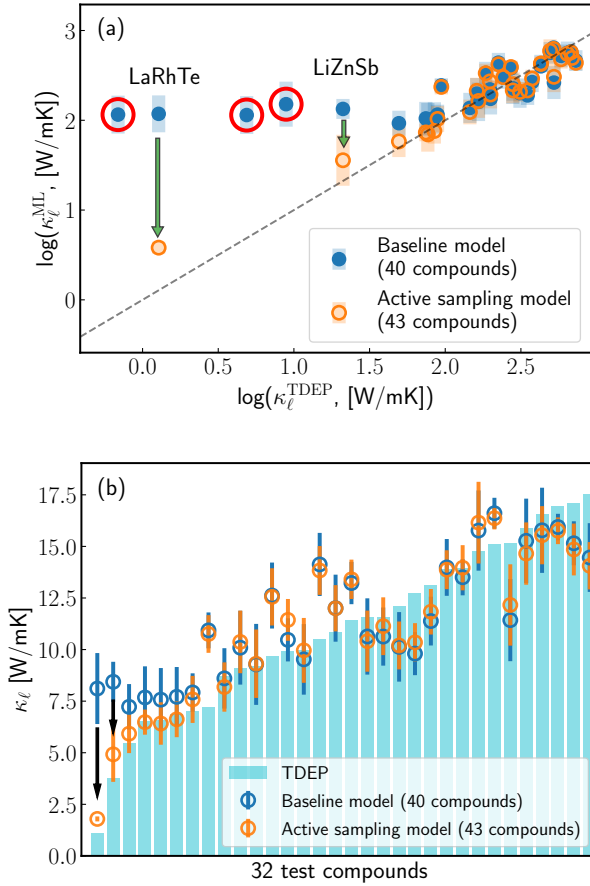 (a)
LaRhTe
LiZnSb
3
2
1
0
log(κℓ^ML, [W/mK])
Baseline model
(40 compounds)
Active sampling model
(43 compounds)
0.0 0.5 1.0 1.5 2.0 2.5
log(κℓ^TDEP, [W/mK])
(b)
17.5
15.0
12.5
10.0
7.5
5.0
2.5
0.0
κℓ [W/mK]
TDEP
Baseline model (40 compounds)
Active sampling model (43 compounds)
32 test compounds